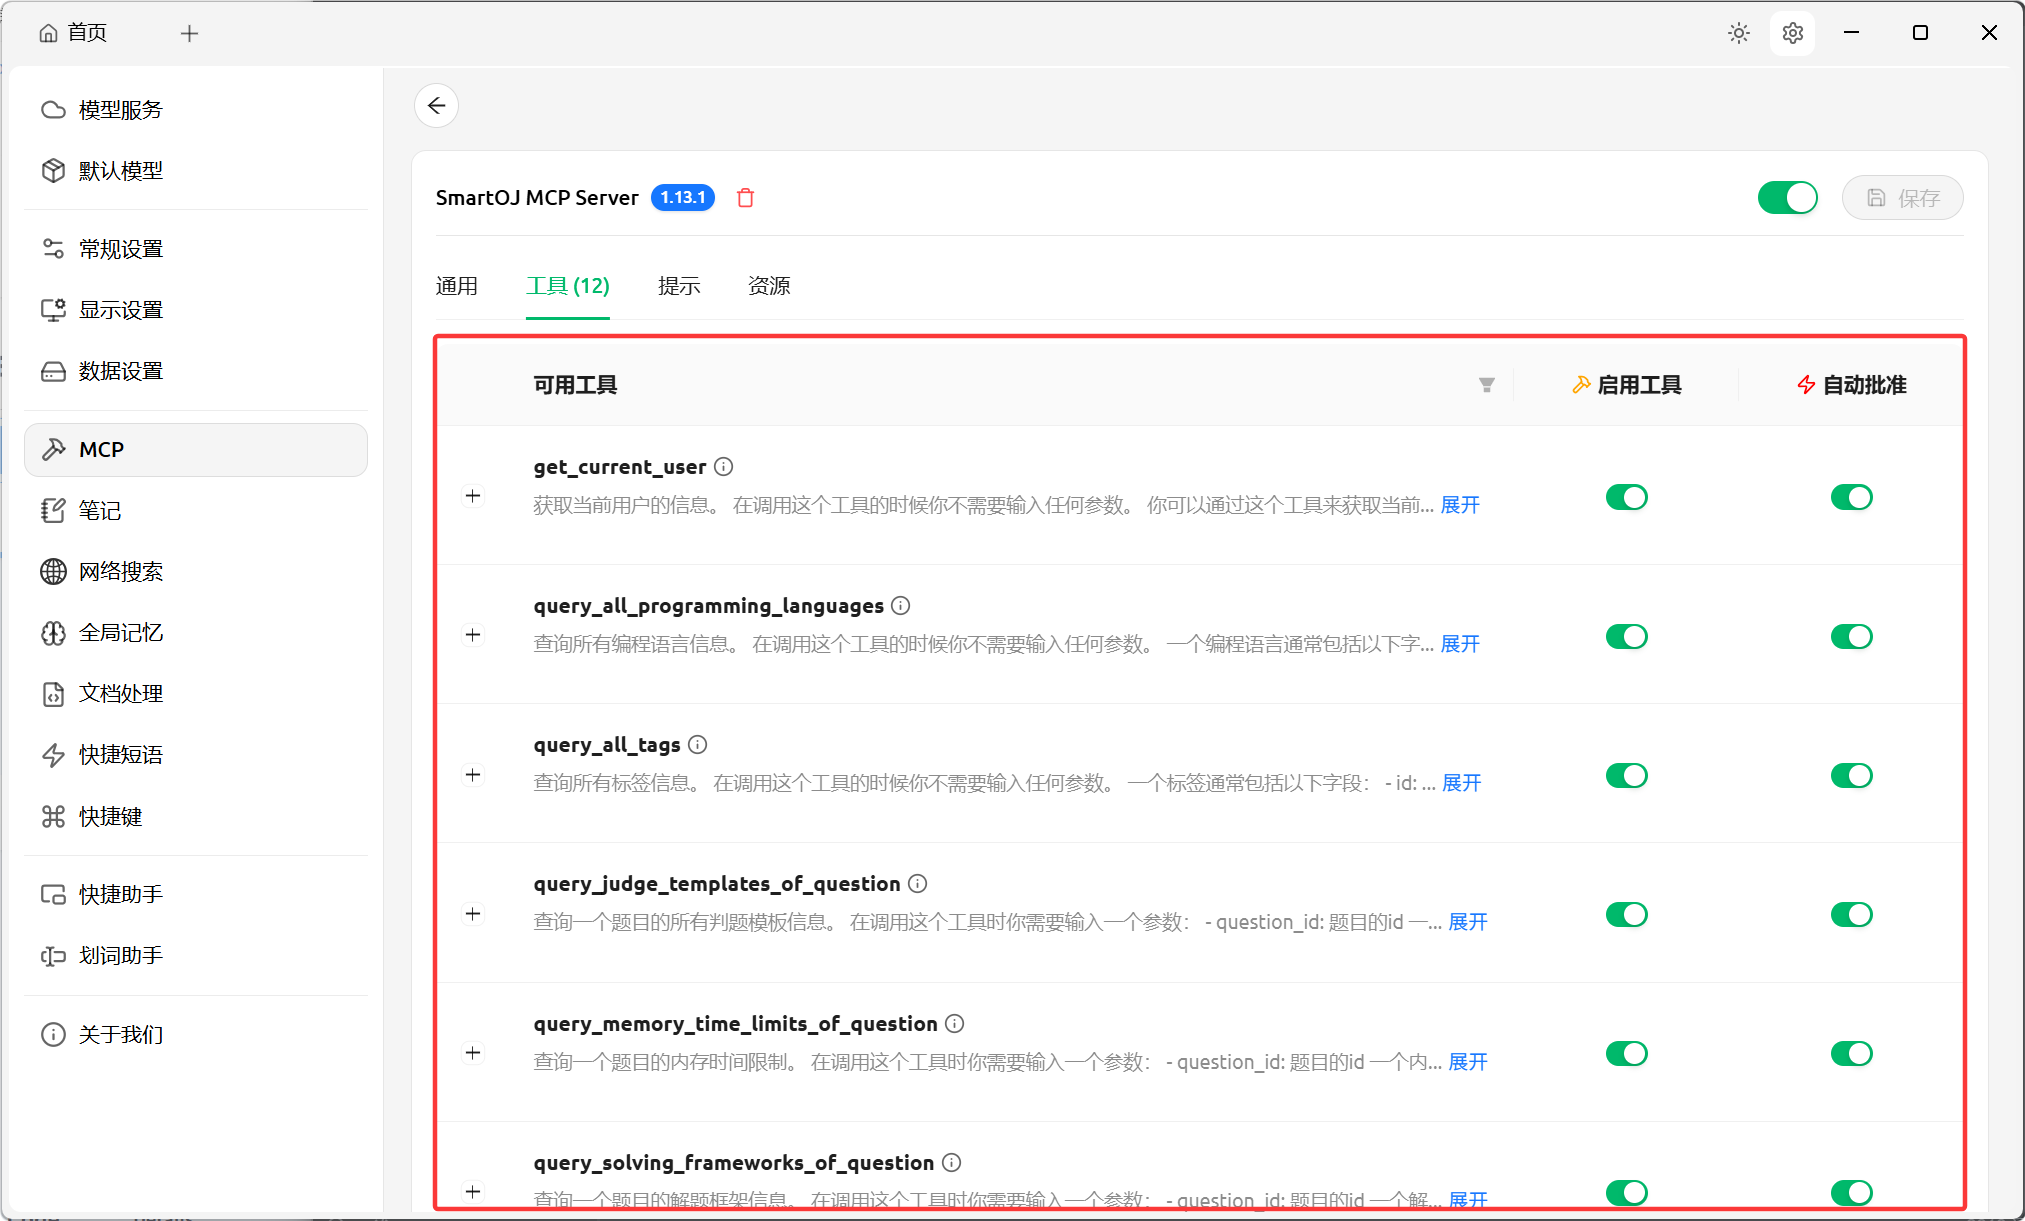 首页
模型服务
默认模型
常规设置
显示设置
数据设置
MCP
笔记
网络搜索
全局记忆
文档处理
快捷短语
快捷键
快捷助手
划词助手
关于我们
SmartOJ MCP Server 1.13.1
保存
通用 工具 (12) 提示 资源
可用工具 启用工具 自动批准
get_current_user
获取当前用户的信息。 在调用这个工具的时候你不需要输入任何参数。 你可以通过这个工具来获取当前... 展开
query_all_programming_languages
查询所有编程语言信息。 在调用这个工具的时候你不需要输入任何参数。 一个编程语言通常包括以下字... 展开
query_all_tags
查询所有标签信息。 在调用这个工具的时候你不需要输入任何参数。 一个标签通常包括以下字段： - id: ... 展开
query_judge_templates_of_question
查询一个题目的所有判题模板信息。 在调用这个工具时你需要输入一个参数： - question_id: 题目的id 一... 展开
query_memory_time_limits_of_question
查询一个题目的内存时间限制。 在调用这个工具时你需要输入一个参数： - question_id: 题目的id 一个内... 展开
query_solving_frameworks_of_question
查询一个题目的解题框架信息。 在调用这个工具时你需要输入一个参数： - question_id: 题目的id 一个解... 展开